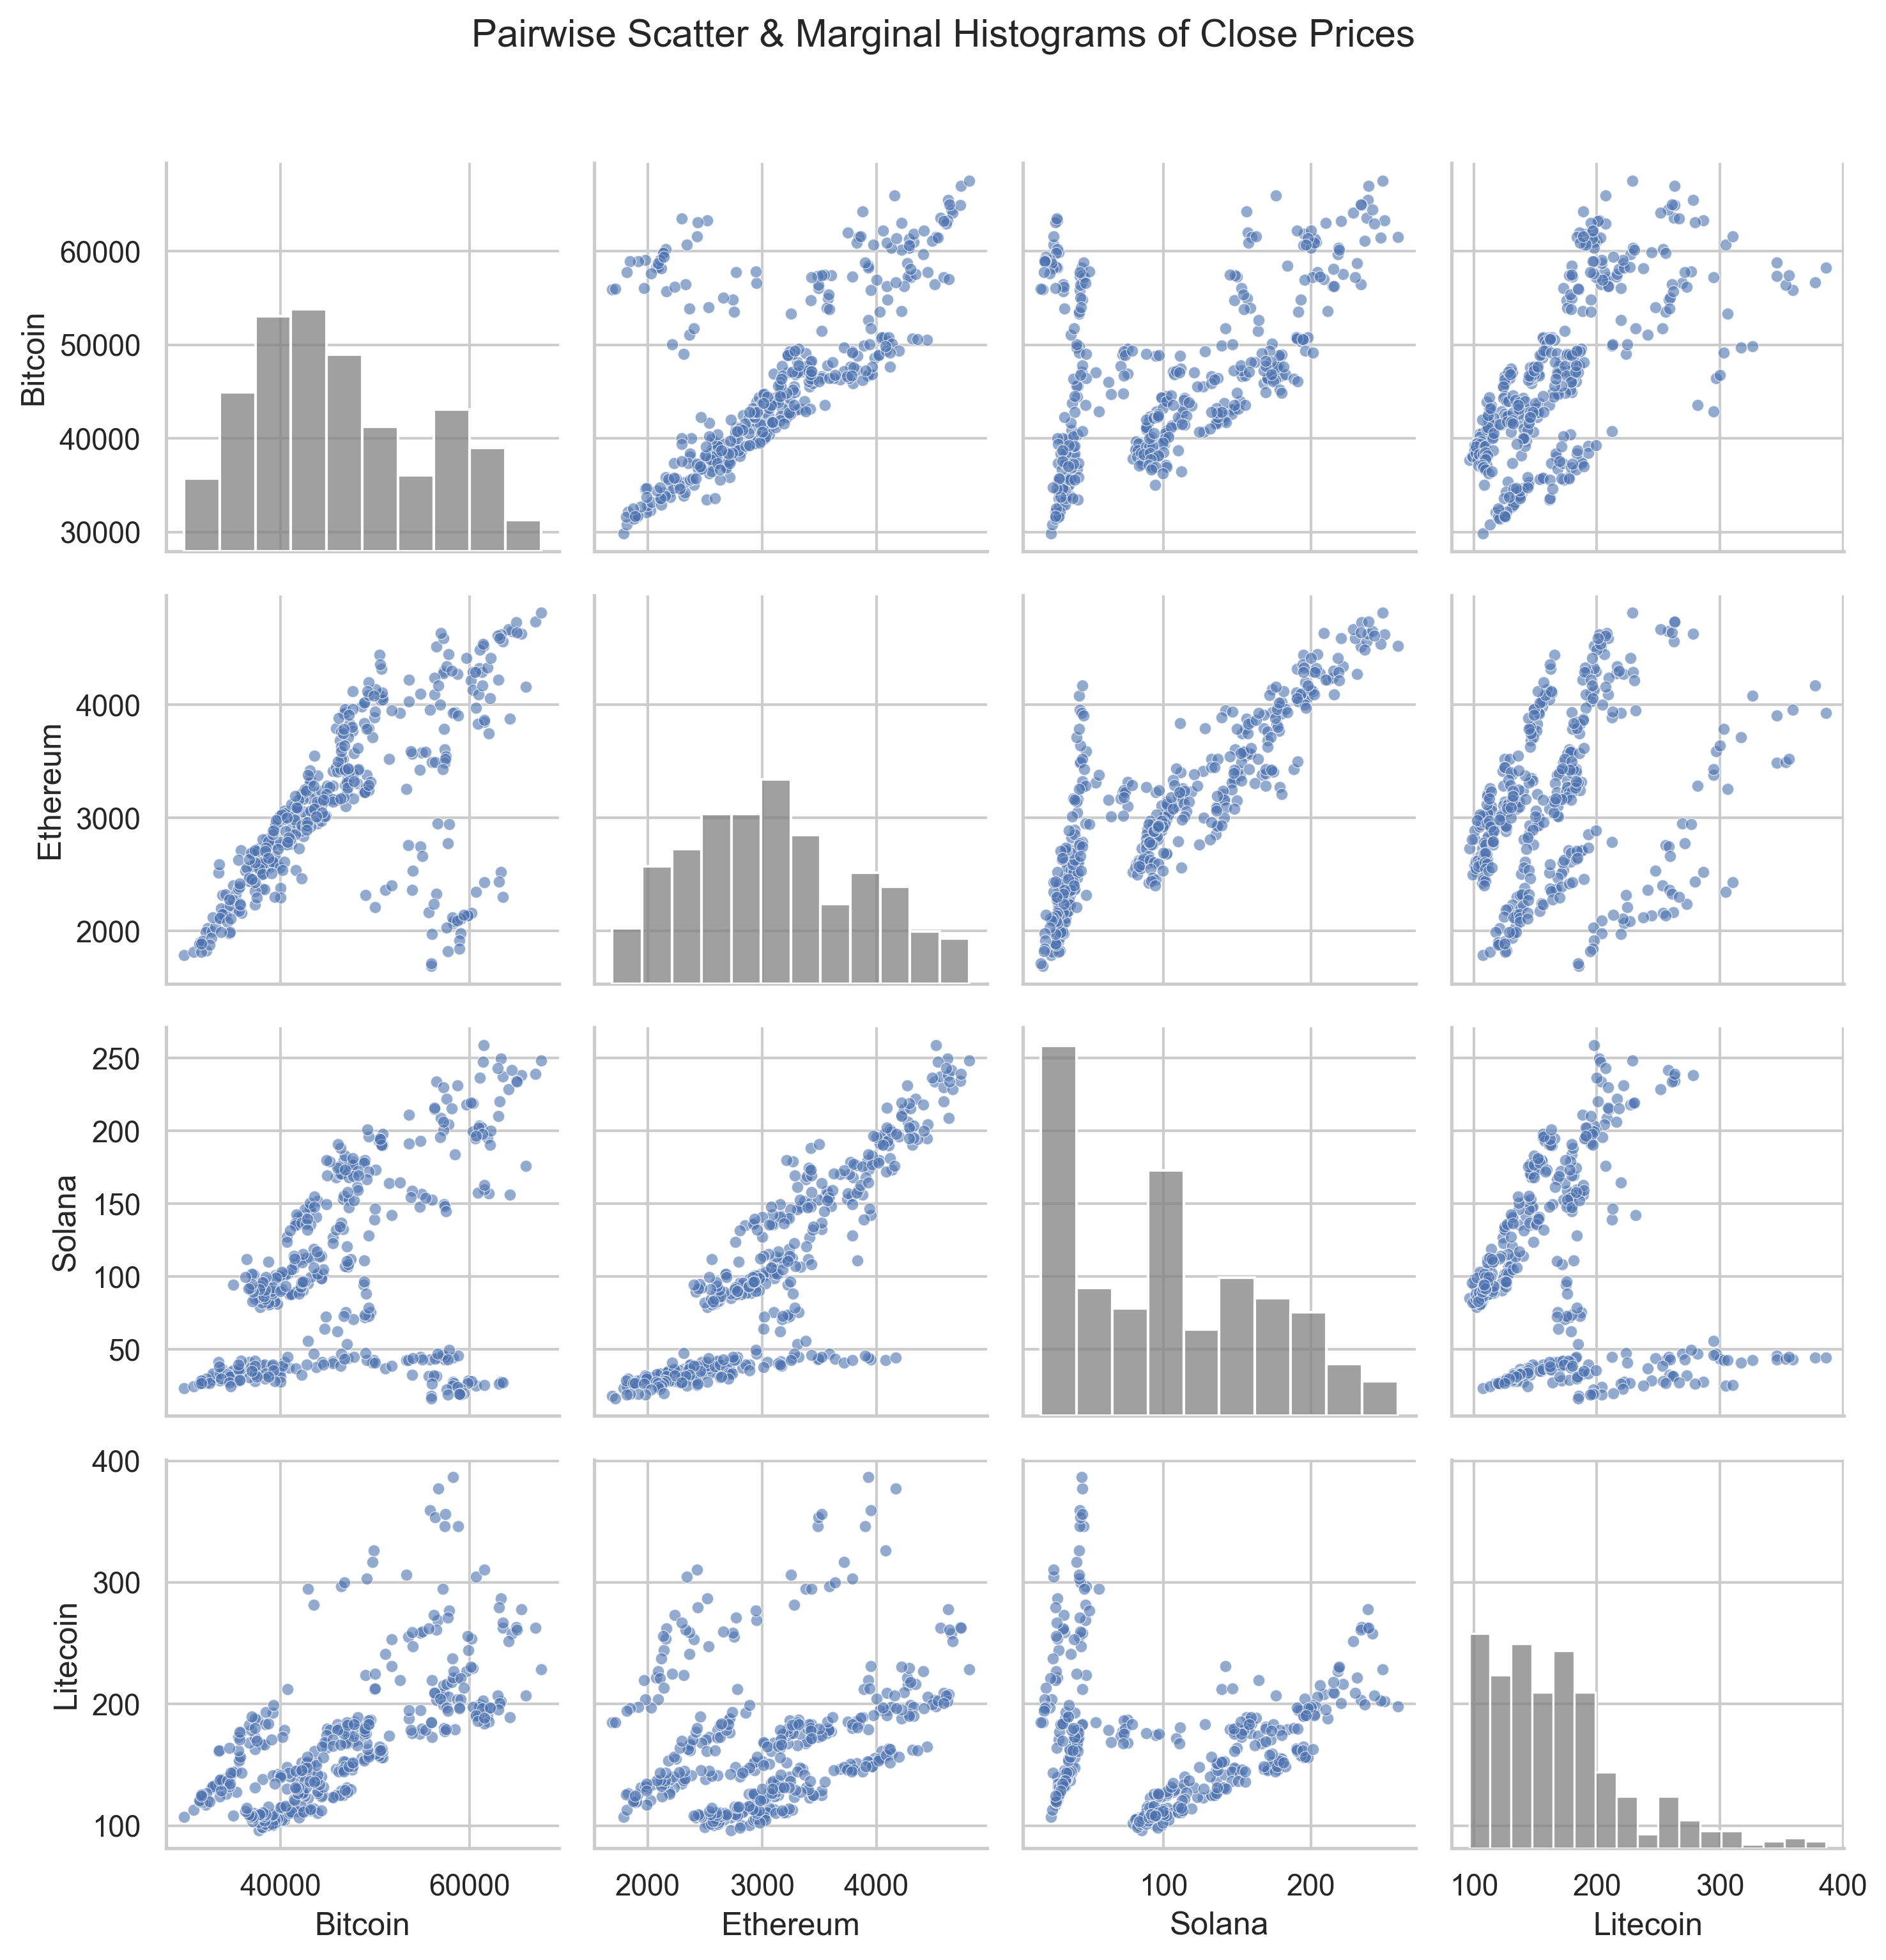 Pairwise Scatter & Marginal Histograms of Close Prices
Bitcoin
60000
50000
40000
30000
Ethereum
4000
3000
2000
Solana
250
200
150
100
50
Litecoin
400
300
200
100
40000 60000
2000 3000 4000
100 200
100 200 300 400
Bitcoin
Ethereum
Solana
Litecoin